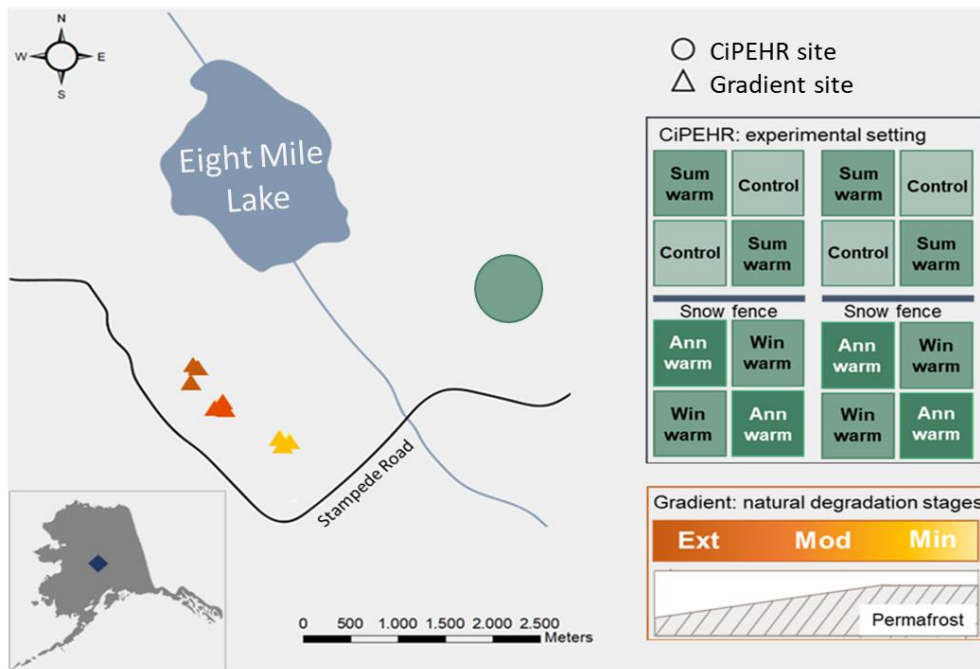 N
W
E
S
CiPEHR site
Gradient site
Eight Mile
Lake
Stampede Road
0 500 1.000 1.500 2.000 2.500
Meters
CiPEHR: experimental setting
Sum
warm
Control
Sum
warm
Control
Control
Sum
warm
Control
Sum
warm
Snow fence
Snow fence
Ann
warm
Win
warm
Ann
warm
Win
warm
Win
warm
Ann
warm
Win
warm
Ann
warm
Gradient: natural degradation stages
Ext Mod Min
Permafrost